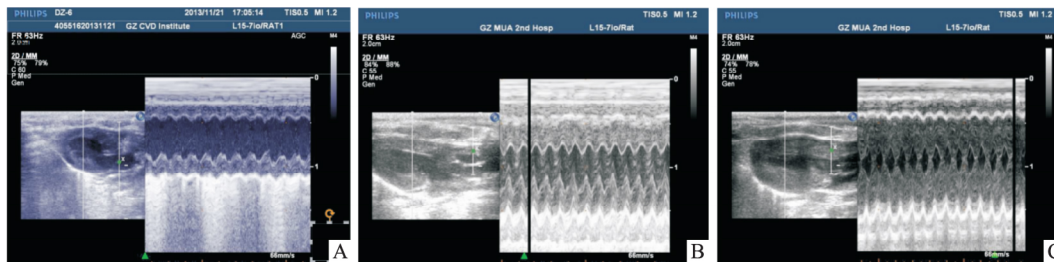 PHILIPS DZ-6 2013/11/21 17:05:14 TIS0.5 MI 1.2
40551620131121 GZ CVD Institute L15-7io/RAT1
FR 63Hz AGC M4
2.0cm
2D / MM
75% 79%
C 60
P Med
Gen
0
1
66mm/s
A
PHILIPS TIS0.5 MI 1.2
GZ MUA 2nd Hosp L15-7io/Rat
FR 63Hz M4
2.0cm
2D / MM
84% 88%
C 55
P Med
Gen
0
1
66mm/s
B
PHILIPS TIS0.5 MI 1.2
GZ MUA 2nd Hosp L15-7io/Rat
FR 63Hz M4
2.0cm
2D / MM
74% 78%
C 55
P Med
Gen
0
1
66mm/s
C